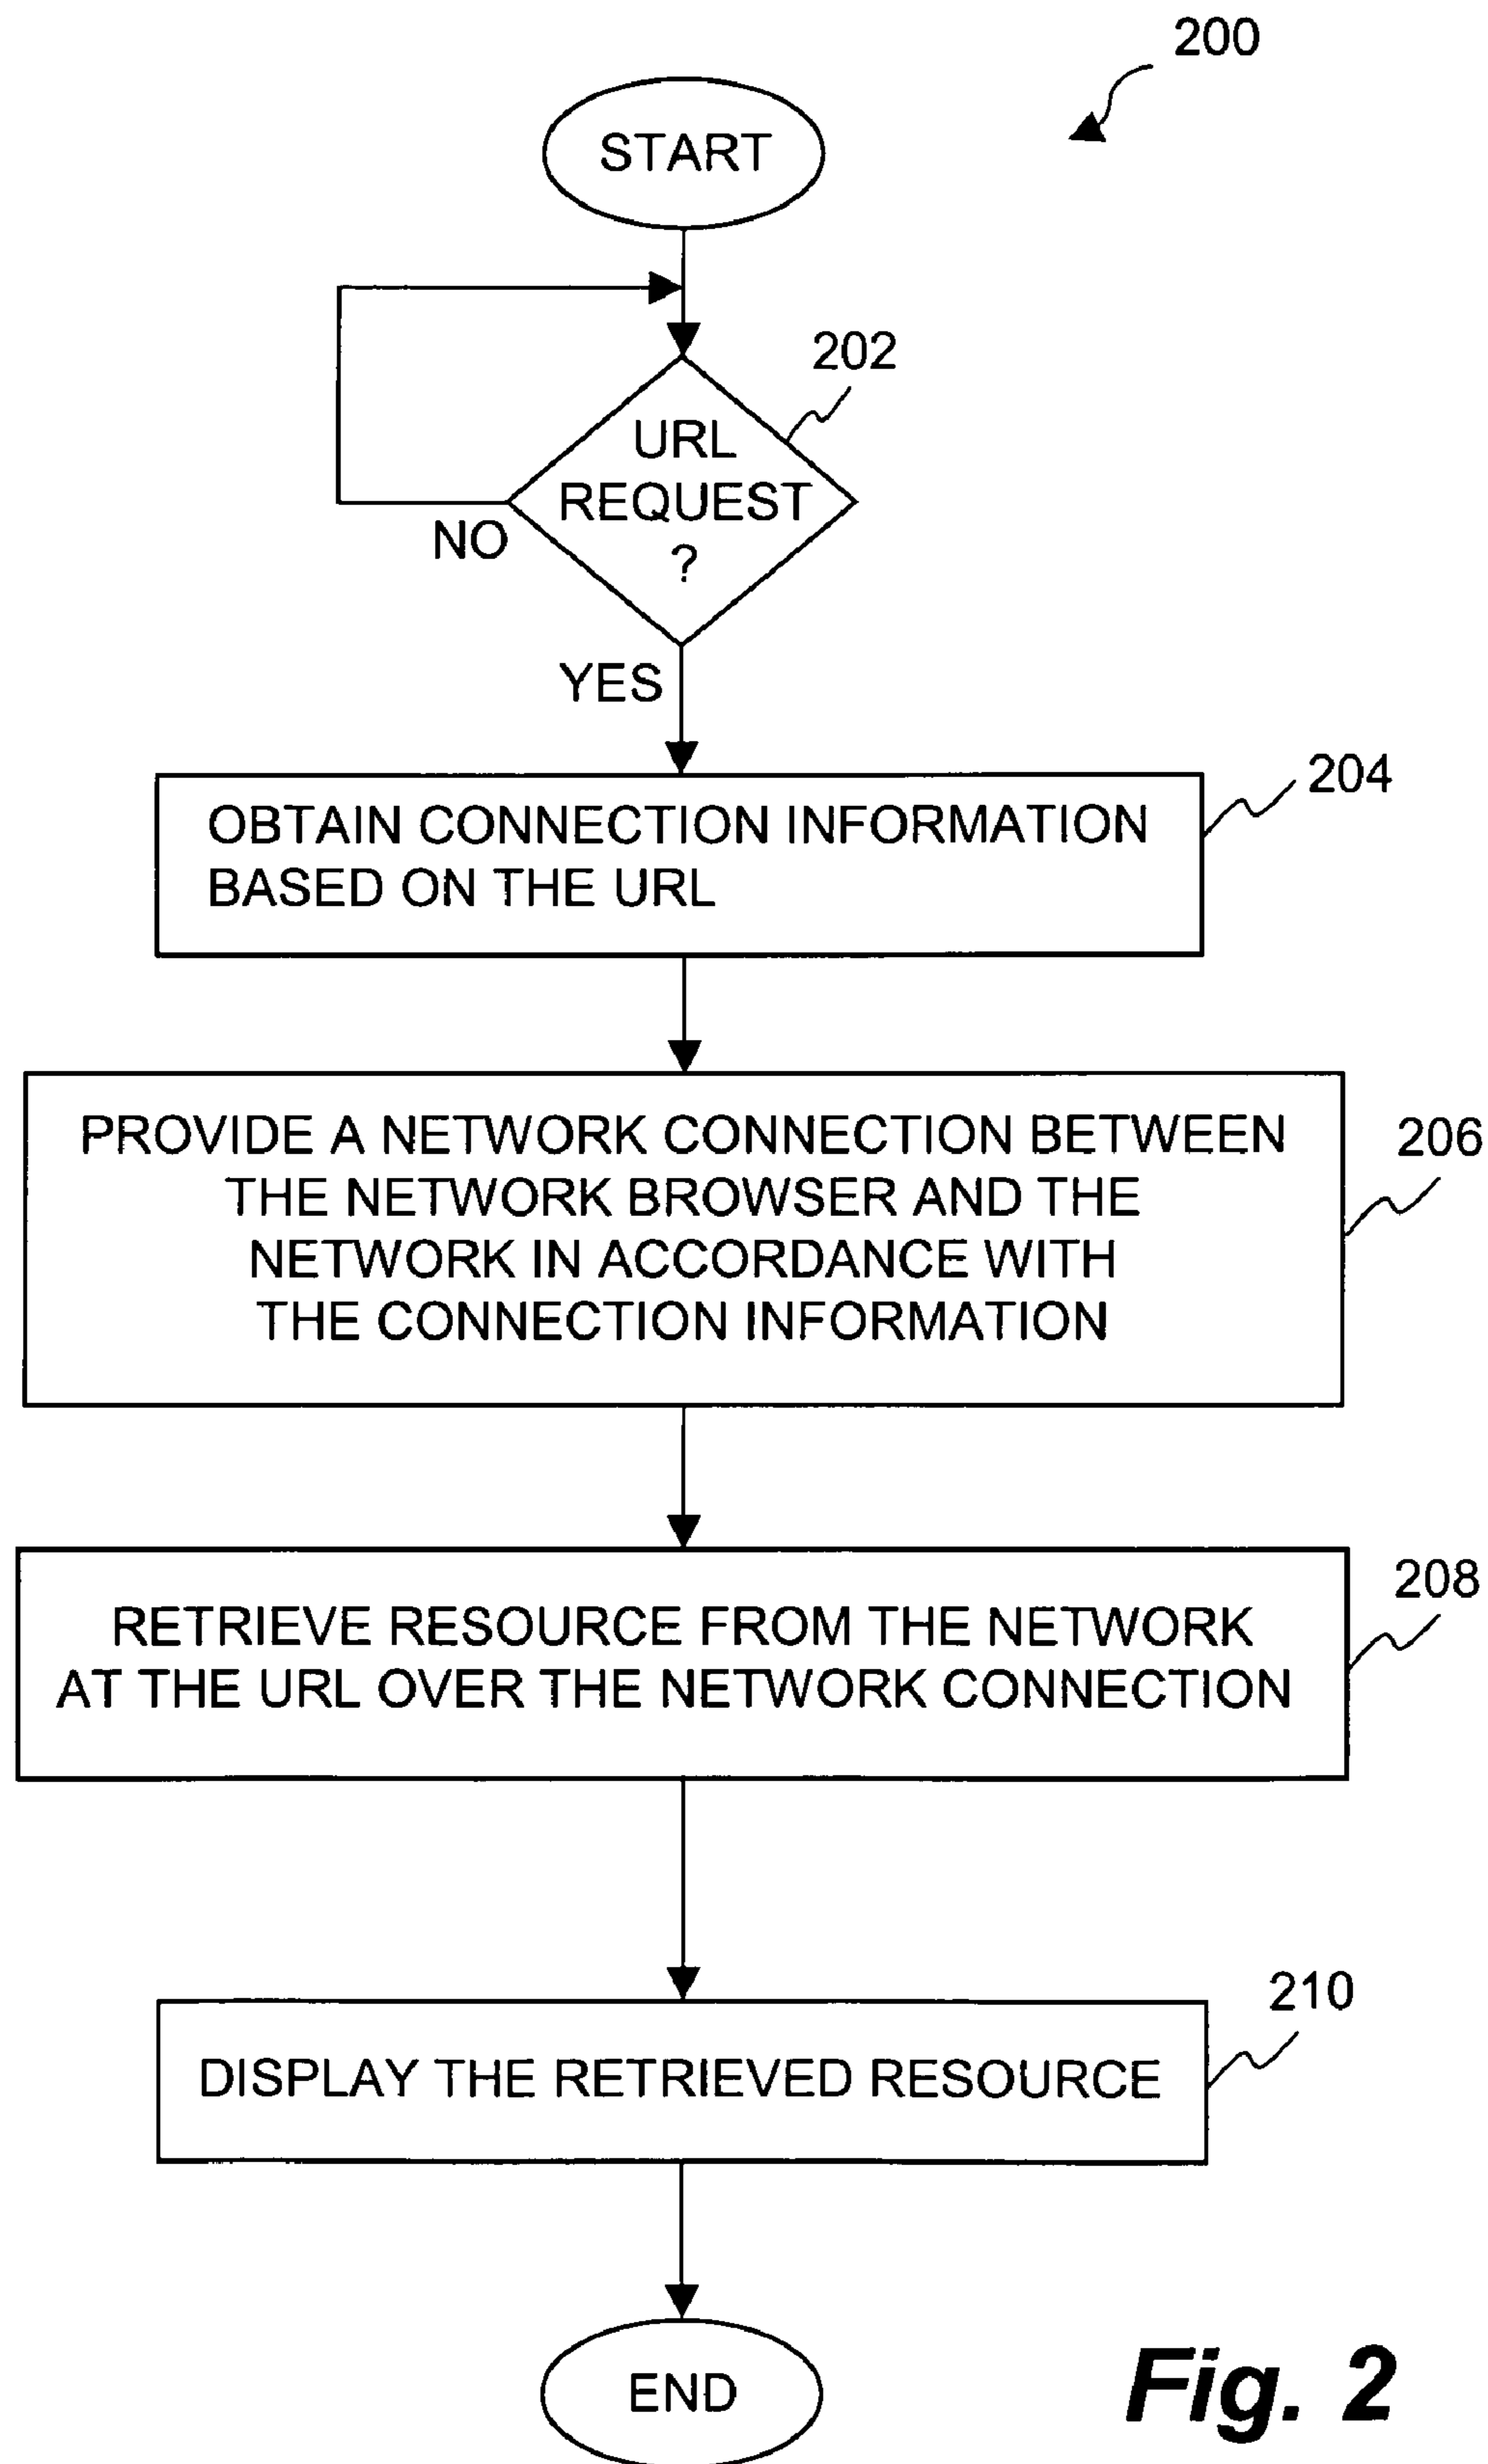 200
START
202
URL
REQUEST
?
NO
YES
204
OBTAIN CONNECTION INFORMATION
BASED ON THE URL
206
PROVIDE A NETWORK CONNECTION BETWEEN
THE NETWORK BROWSER AND THE
NETWORK IN ACCORDANCE WITH
THE CONNECTION INFORMATION
208
RETRIEVE RESOURCE FROM THE NETWORK
AT THE URL OVER THE NETWORK CONNECTION
210
DISPLAY THE RETRIEVED RESOURCE
END
Fig. 2